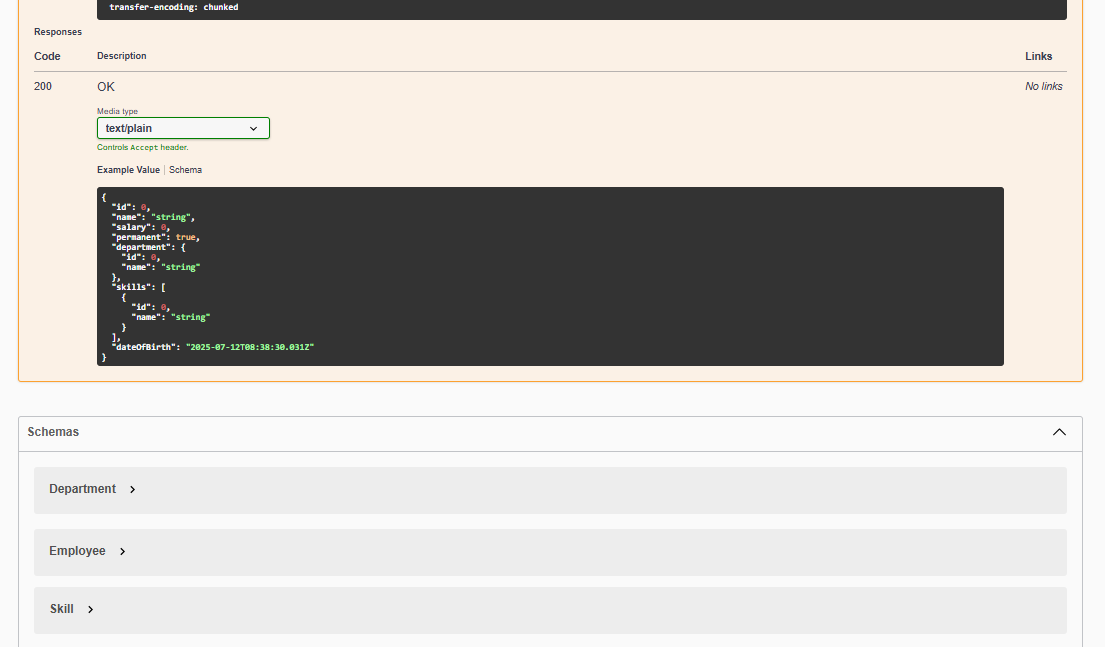 transfer-encoding: chunked
Responses
Code Description Links
200 OK No links
Media type
text/plain
Controls Accept header.
Example Value | Schema
{
  "id": 0,
  "name": "string",
  "salary": 0,
  "permanent": true,
  "department": {
    "id": 0,
    "name": "string"
  },
  "skills": [
    {
      "id": 0,
      "name": "string"
    }
  ],
  "dateOfBirth": "2025-07-12T08:38:30.031Z"
}
Schemas
Department
Employee
Skill